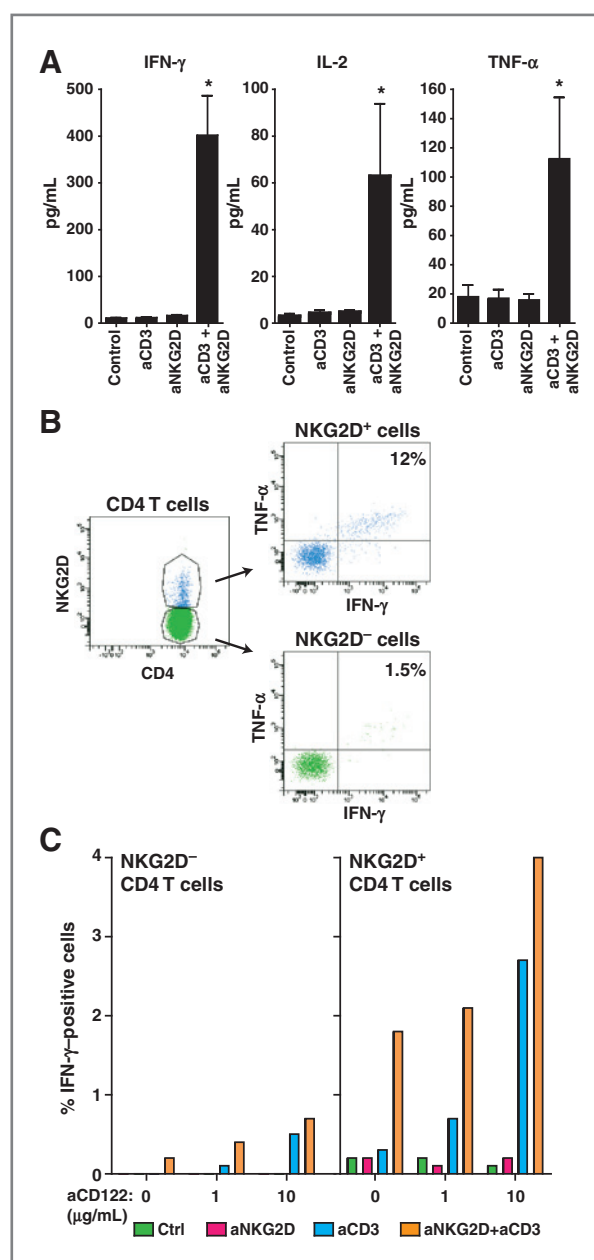 A
IFN-γ
IL-2
TNF-α
500
400
300
200
100
0
pg/mL
*
Control
aCD3
aNKG2D
aCD3 +
aNKG2D
100
80
60
40
20
0
pg/mL
*
Control
aCD3
aNKG2D
aCD3 +
aNKG2D
160
140
120
100
80
60
40
20
0
pg/mL
*
Control
aCD3
aNKG2D
aCD3 +
aNKG2D
B
CD4 T cells
NKG2D
CD4
NKG2D⁺ cells
12%
TNF-α
IFN-γ
NKG2D⁻ cells
1.5%
TNF-α
IFN-γ
C
NKG2D⁻
CD4 T cells
NKG2D⁺
CD4 T cells
4
3
2
1
0
% IFN-γ–positive cells
aCD122: 0 1 10 0 1 10
(µg/mL)
Ctrl aNKG2D aCD3 aNKG2D+aCD3